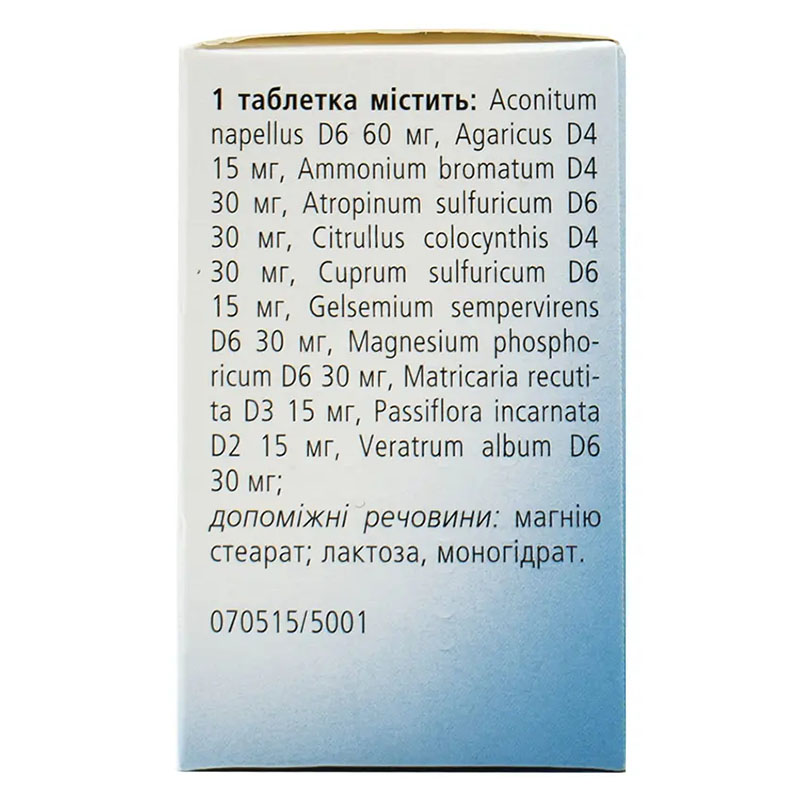 1 таблетка містить: Aconitum
napellus D6 60 мг, Agaricus D4
15 мг, Ammonium bromatum D4
30 мг, Atropinum sulfuricum D6
30 мг, Citrullus colocynthis D4
30 мг, Cuprum sulfuricum D6
15 мг, Gelsemium sempervirens
D6 30 мг, Magnesium phospho-
ricum D6 30 мг, Matricaria recuti-
ta D3 15 мг, Passiflora incarnata
D2 15 мг, Veratrum album D6
30 мг;
допоміжні речовини: магнію
стеарат; лактоза, моногідрат.
070515/5001